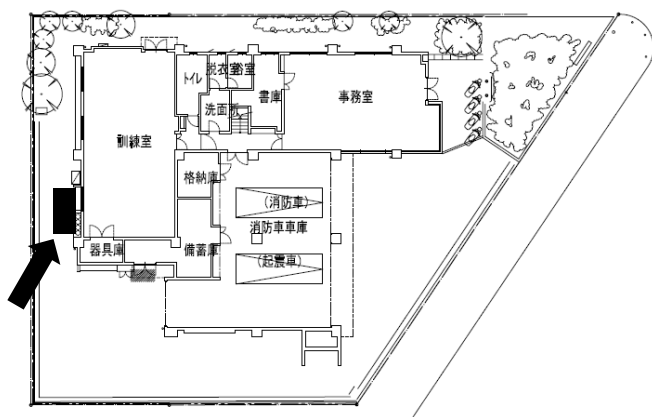 トイレ
脱衣室
浴室
書庫
事務室
洗面所
訓練室
格納庫
(消防車)
消防車車庫
器具庫
備蓄庫
(起震車)